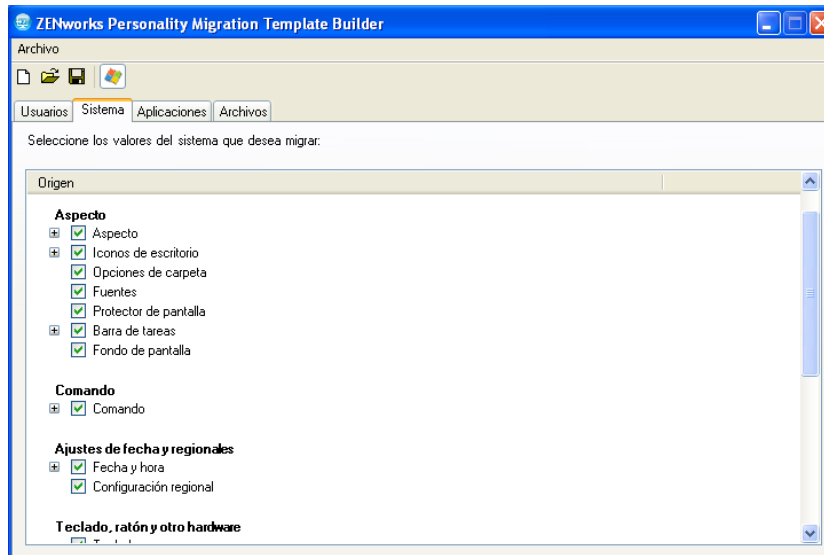 ZENworks Personality Migration Template Builder
Archivo
Usuarios Sistema Aplicaciones Archivos
Seleccione los valores del sistema que desea migrar:
Origen
Aspecto
Aspecto
Iconos de escritorio
Opciones de carpeta
Fuentes
Protector de pantalla
Barra de tareas
Fondo de pantalla
Comando
Comando
Ajustes de fecha y regionales
Fecha y hora
Configuración regional
Teclado, ratón y otro hardware